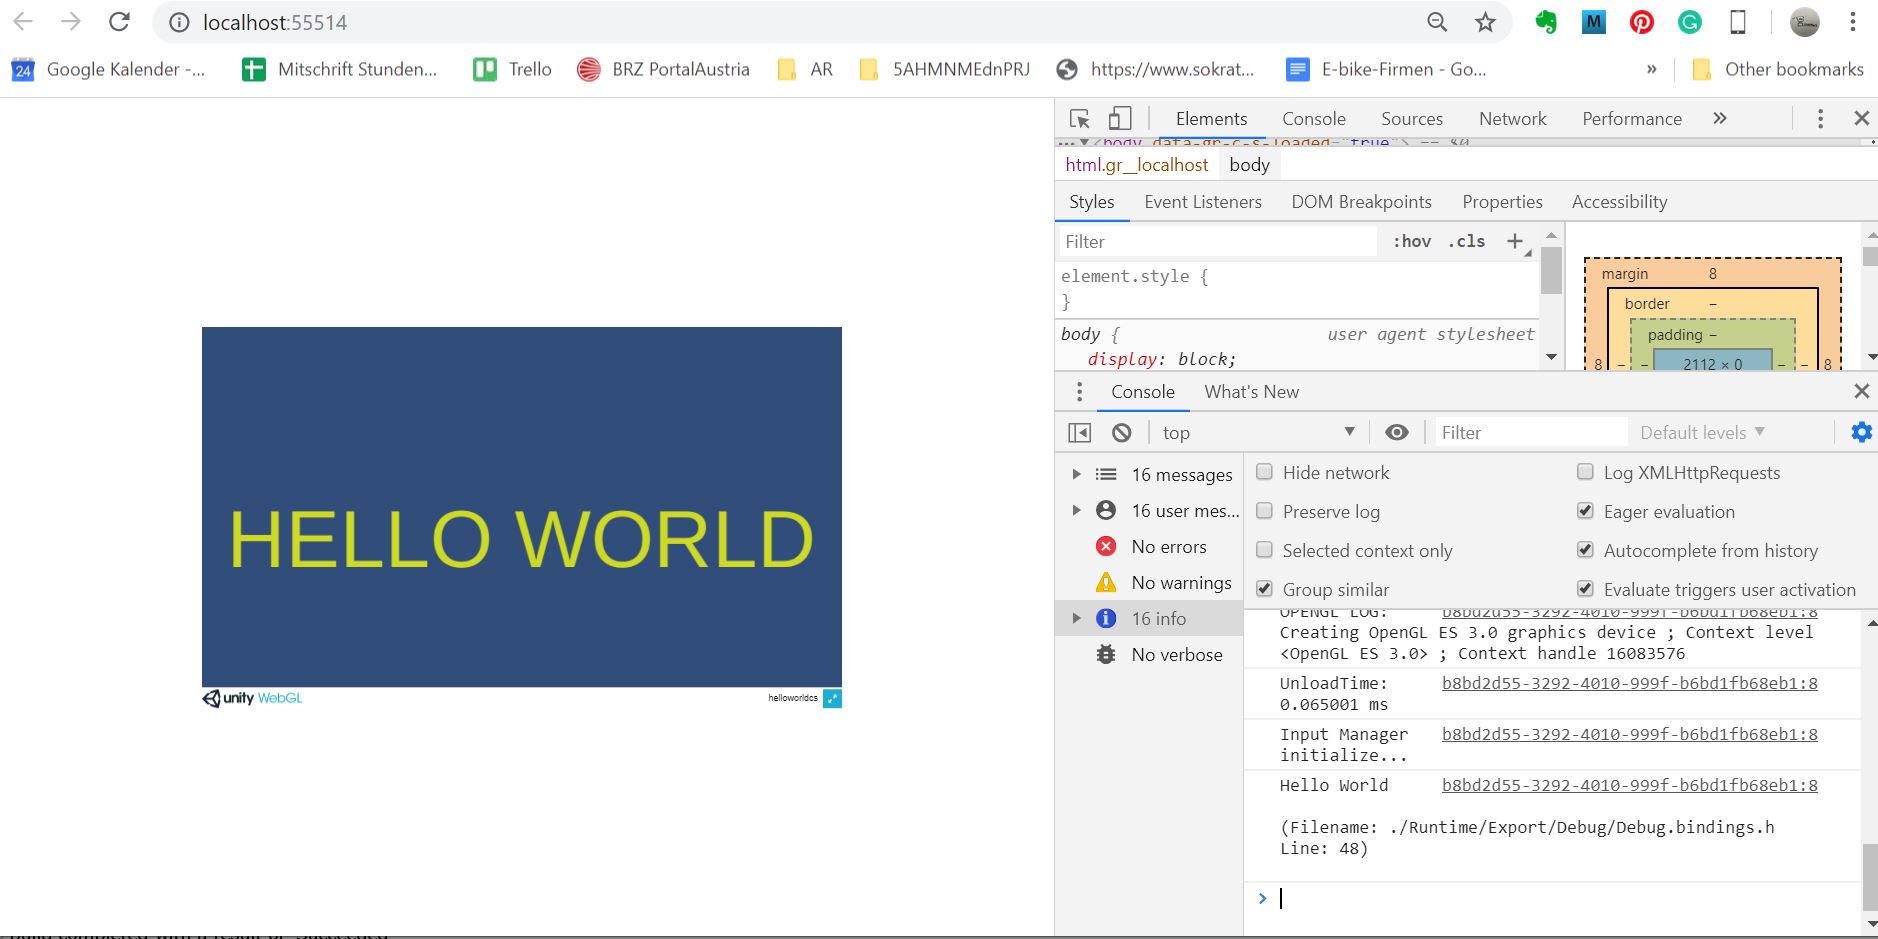 localhost:55514
M
24 Google Kalender -... Mitschrift Stunden... Trello BRZ PortalAustria AR 5AHMNMEdnPRJ https://www.sokrat... E-bike-Firmen - Go... » Other bookmarks
Elements Console Sources Network Performance »
<body data-gr-c-s-loaded="true"> == $0
html.gr__localhost body
Styles Event Listeners DOM Breakpoints Properties Accessibility
Filter :hov .cls +
element.style {
}
body { user agent stylesheet
display: block;
margin 8
border –
padding –
8 – – 2112 × 0 – – 8
HELLO WORLD
unity WebGL helloworldcs
Console What's New
top Filter Default levels
16 messages
16 user mes...
No errors
No warnings
16 info
No verbose
Hide network Log XMLHttpRequests
Preserve log Eager evaluation
Selected context only Autocomplete from history
Group similar Evaluate triggers user activation
OPENGL LOG: b8bd2d55-3292-4010-999f-b6bd1fb68eb1:8
Creating OpenGL ES 3.0 graphics device ; Context level
<OpenGL ES 3.0> ; Context handle 16083576
UnloadTime: b8bd2d55-3292-4010-999f-b6bd1fb68eb1:8
0.065001 ms
Input Manager b8bd2d55-3292-4010-999f-b6bd1fb68eb1:8
initialize...
Hello World b8bd2d55-3292-4010-999f-b6bd1fb68eb1:8
(Filename: ./Runtime/Export/Debug/Debug.bindings.h
Line: 48)
>